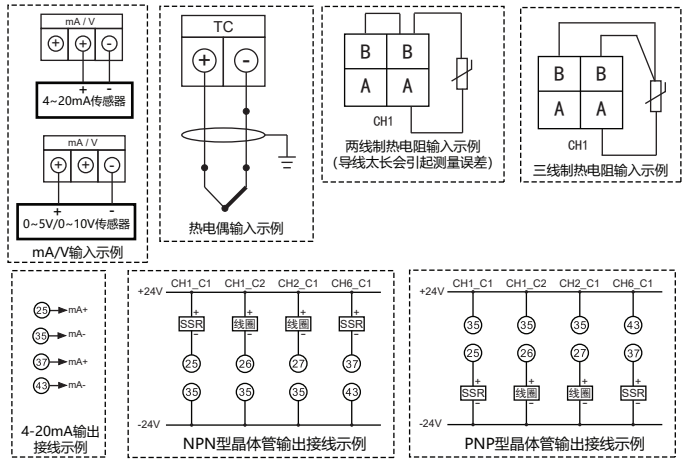 mA / V
+ + -
+ -
4~20mA传感器
mA / V
+ + -
+ -
0~5V/0~10V传感器
mA/V输入示例
TC
+ -
热电偶输入示例
B B
A A
CH1
两线制热电阻输入示例
(导线太长会引起测量误差)
B B
A A
CH1
三线制热电阻输入示例
25 mA+
35 mA-
37 mA+
43 mA-
4-20mA输出
接线示例
CH1_C1 CH1_C2 CH2_C1 CH6_C1
+24V
+ + + +
SSR 线圈 线圈 SSR
− − − −
25 26 27 37
35 35 35 43
-24V
NPN型晶体管输出接线示例
CH1_C1 CH1_C2 CH2_C1 CH6_C1
+24V
35 35 35 43
25 26 27 37
+ + + +
SSR 线圈 线圈 SSR
− − − −
-24V
PNP型晶体管输出接线示例